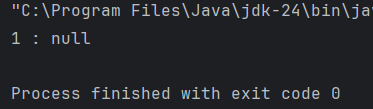 "C:\Program Files\Java\jdk-24\bin\jav
1 : null
Process finished with exit code 0